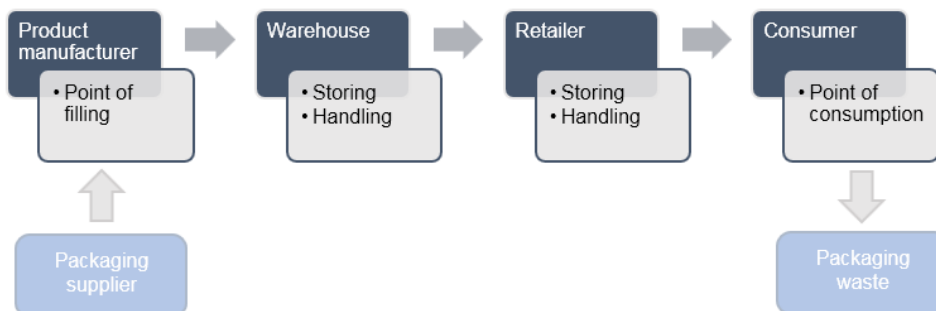 Product
manufacturer
• Point of
filling
Warehouse
• Storing
• Handling
Retailer
• Storing
• Handling
Consumer
• Point of
consumption
Packaging
supplier
Packaging
waste